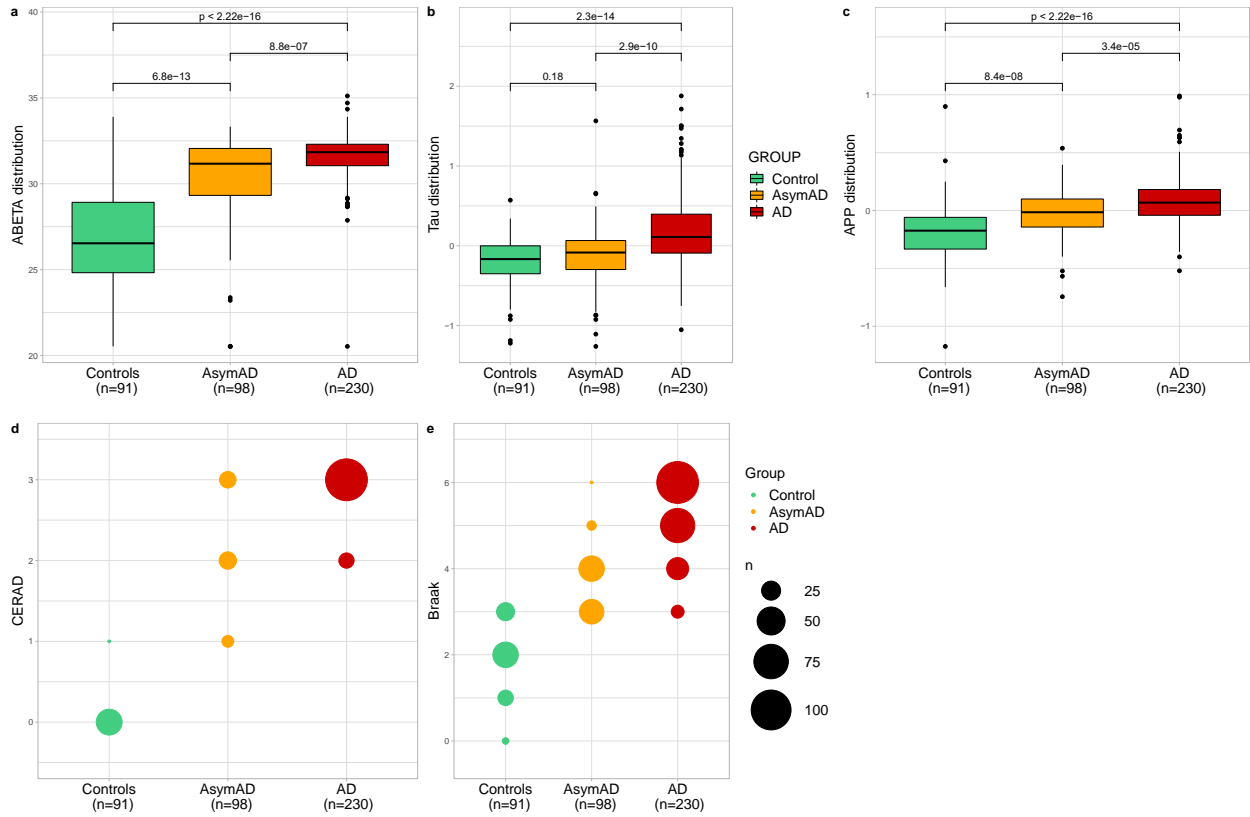 a
ABETA distribution
40
35
30
25
20
p < 2.22e−16
8.8e−07
6.8e−13
Controls
(n=91)
AsymAD
(n=98)
AD
(n=230)
b
Tau distribution
2
1
0
−1
2.3e−14
2.9e−10
0.18
Controls
(n=91)
AsymAD
(n=98)
AD
(n=230)
GROUP
Control
AsymAD
AD
c
APP distribution
1
0
−1
p <2.22e−16
3.4e−05
8.4e−08
Controls
(n=91)
AsymAD
(n=98)
AD
(n=230)
d
CERAD
3
2
1
0
Controls
(n=91)
AsymAD
(n=98)
AD
(n=230)
e
Braak
6
4
2
0
Controls
(n=91)
AsymAD
(n=98)
AD
(n=230)
Group
Control
AsymAD
AD
n
25
50
75
100